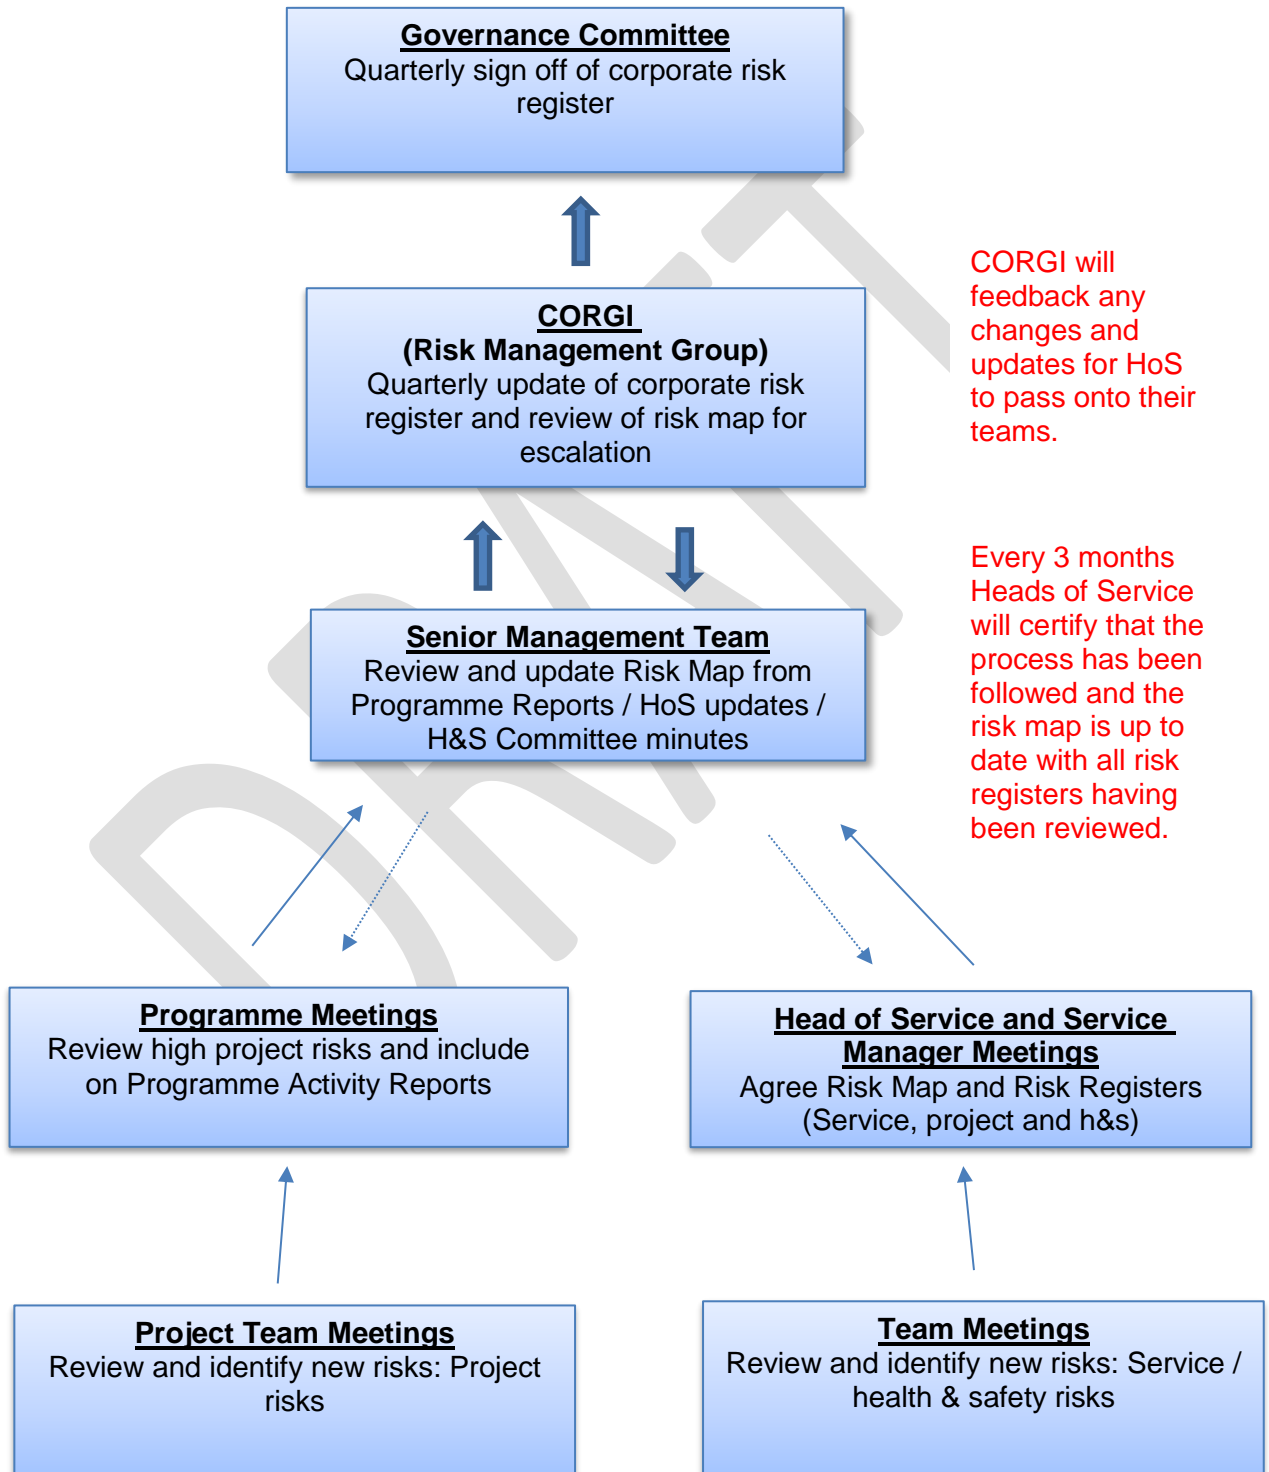 Governance Committee
Quarterly sign off of corporate risk
register
CORGI
(Risk Management Group)
Quarterly update of corporate risk
register and review of risk map for
escalation
CORGI will
feedback any
changes and
updates for HoS
to pass onto their
teams.
Senior Management Team
Review and update Risk Map from
Programme Reports / HoS updates /
H&S Committee minutes
Every 3 months
Heads of Service
will certify that the
process has been
followed and the
risk map is up to
date with all risk
registers having
been reviewed.
DRAFT
Programme Meetings
Review high project risks and include
on Programme Activity Reports
Head of Service and Service
Manager Meetings
Agree Risk Map and Risk Registers
(Service, project and h&s)
Project Team Meetings
Review and identify new risks: Project
risks
Team Meetings
Review and identify new risks: Service /
health & safety risks